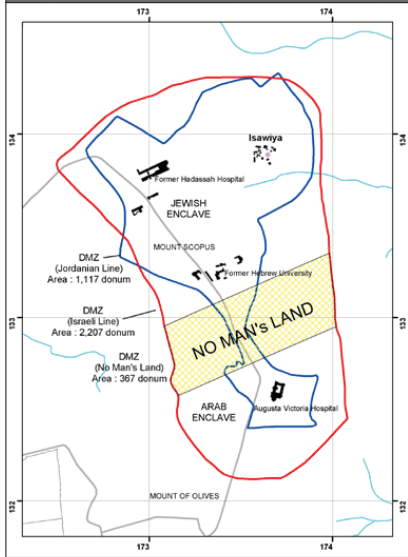 173
174
134
134
Isawiya
Former Hadassah Hospital
JEWISH
ENCLAVE
MOUNT SCOPUS
DMZ
(Jordanian Line)
Area : 1,117 donum
Former Hebrew University
DMZ
(Israeli Line)
Area : 2,207 donum
133
133
NO MAN's LAND
DMZ
(No Man's Land)
Area : 367 donum
ARAB
ENCLAVE
Augusta Victoria Hospital
MOUNT OF OLIVES
132
132
173
174